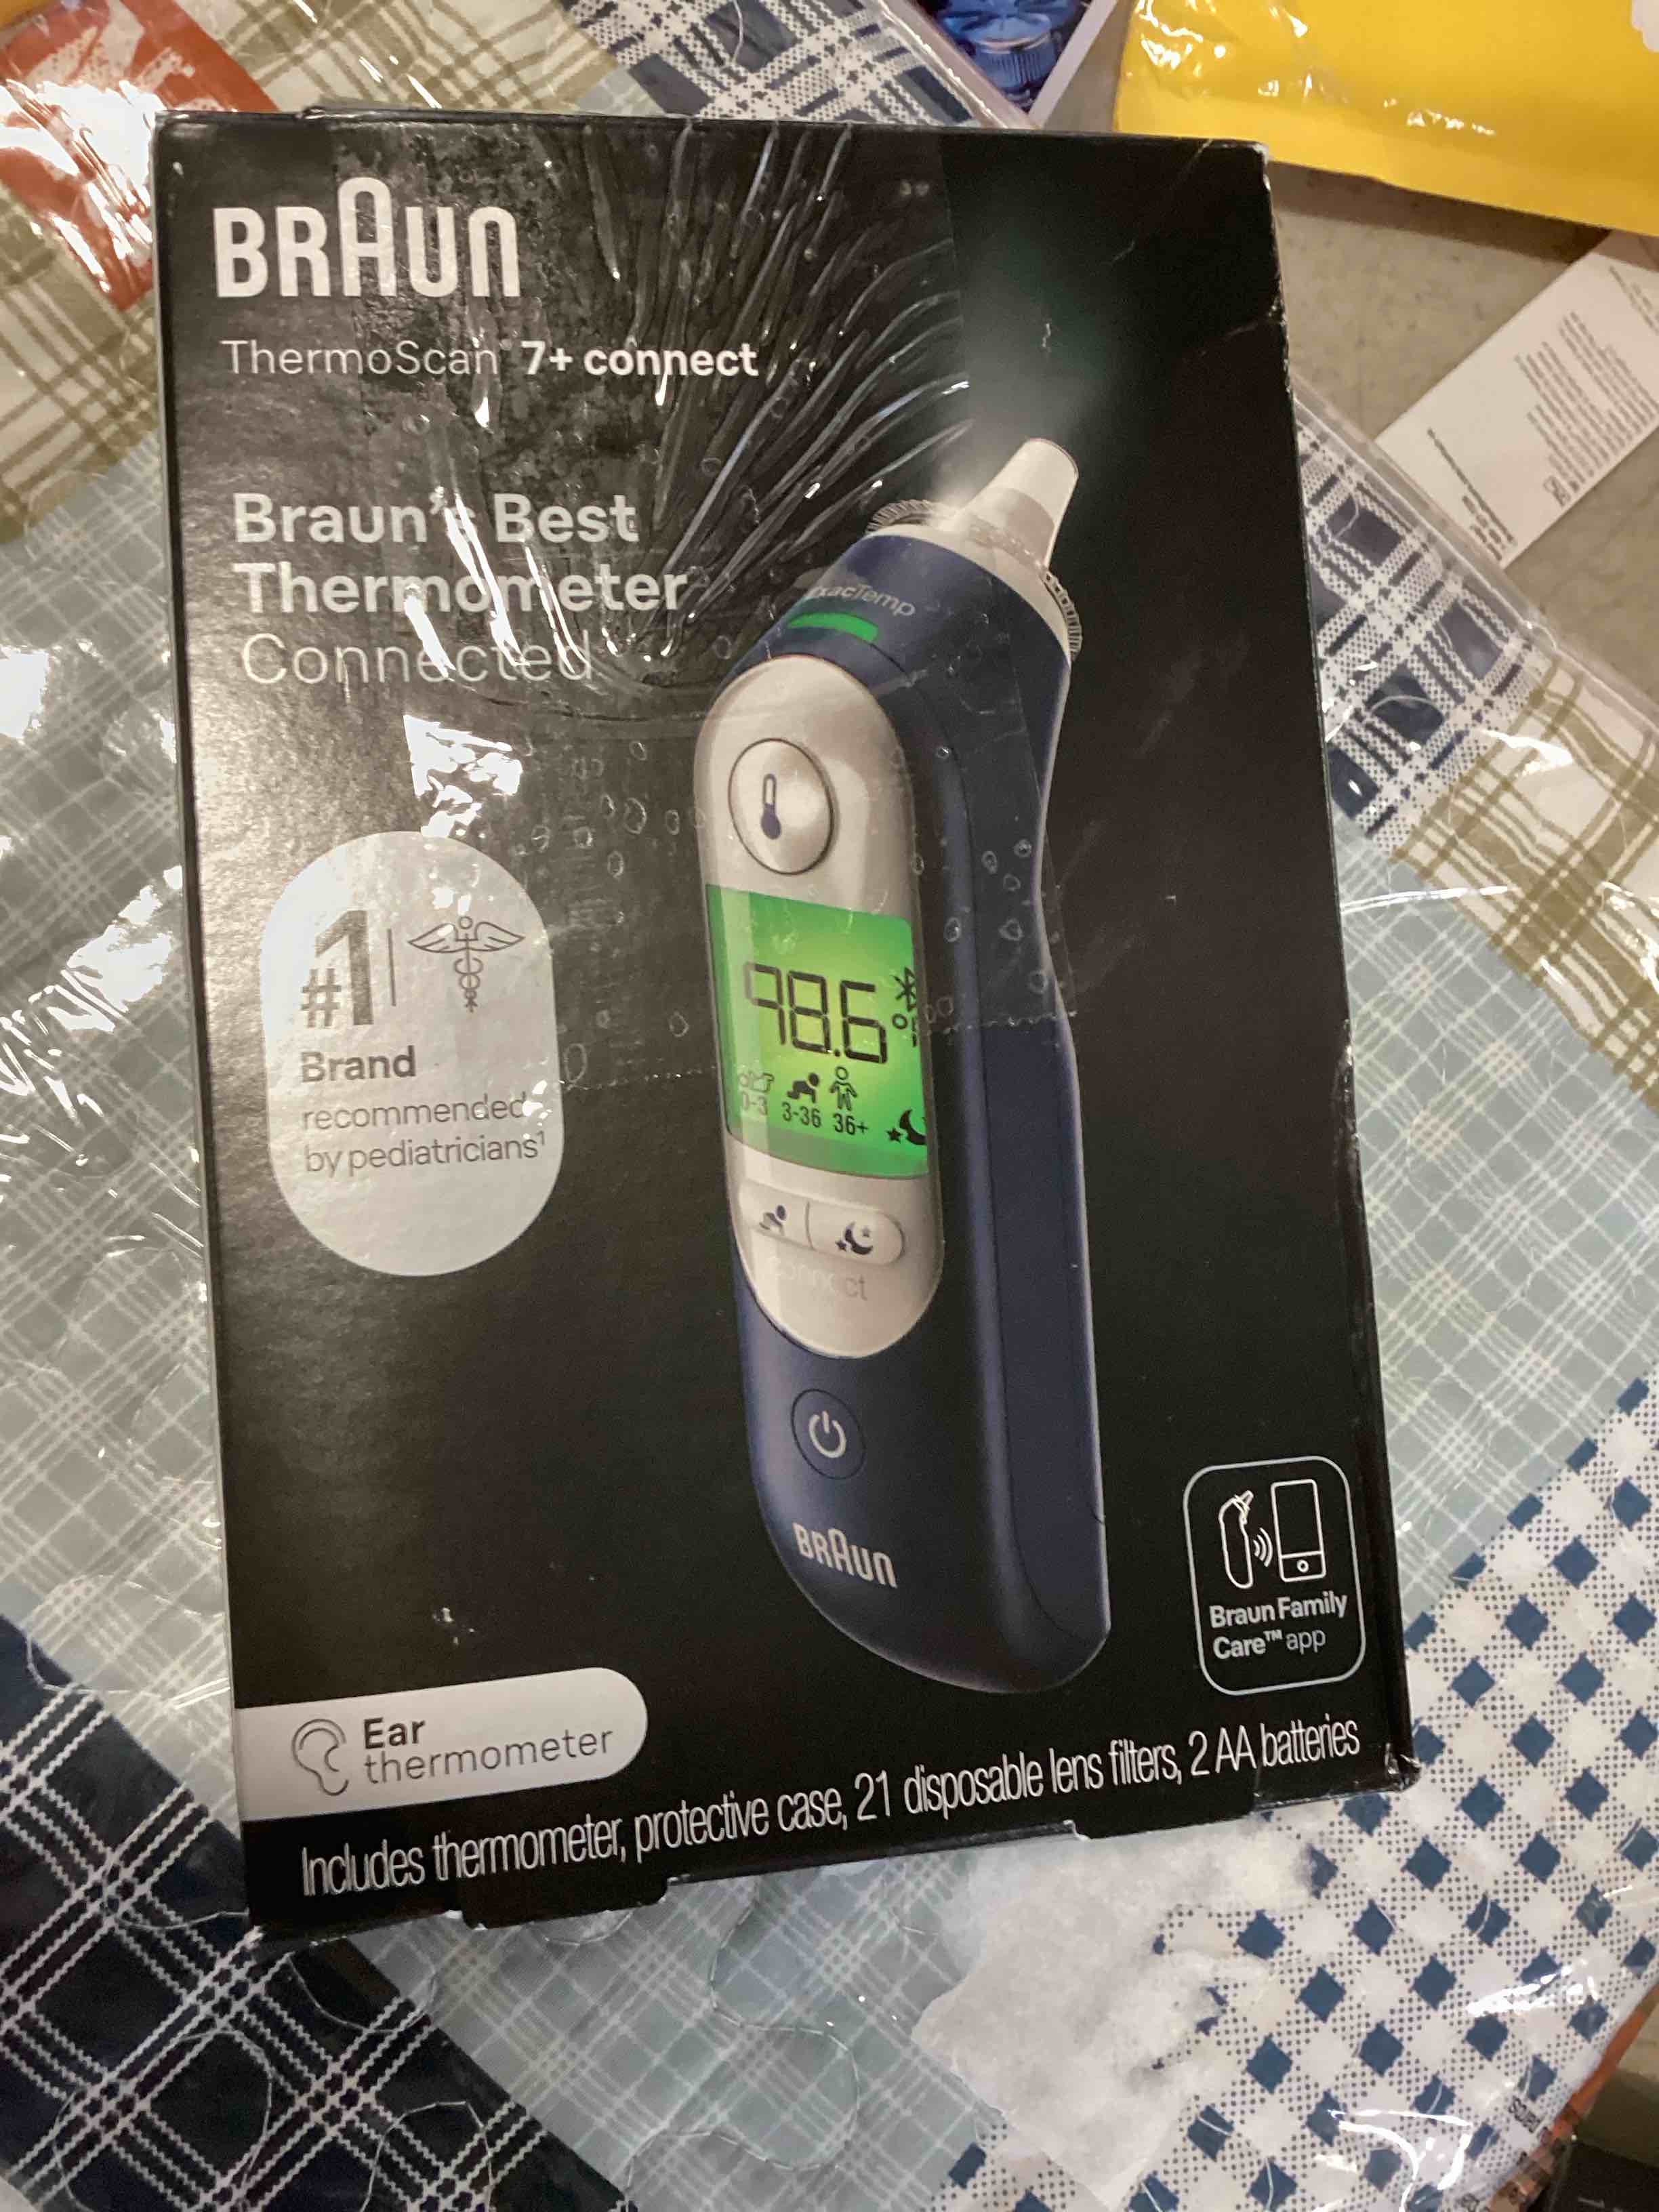 BRAUN
ThermoScan® 7+ connect
Braun's Best
Thermometer
Connected
ExacTemp
98.6°F
0-3 3-36 36+
#1
Brand
recommended
by pediatricians¹
connect
BRAUN
Braun Family
Care™ app
Ear
thermometer
Includes thermometer, protective case, 21 disposable lens filters, 2 AA batteries